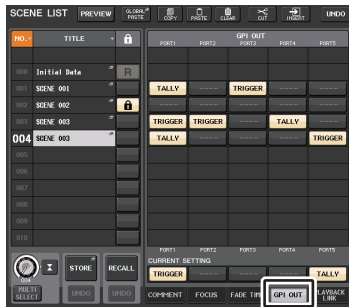 SCENE LIST PREVIEW GLOBAL PASTE COPY PASTE CLEAR CUT INSERT UNDO
NO. TITLE GPI OUT
PORT1 PORT2 PORT3 PORT4 PORT5
000 Initial Data R
001 SCENE 001 TALLY ---- TRIGGER ---- ----
002 SCENE 002 ---- ---- ---- ---- ----
003 SCENE 003 TRIGGER TRIGGER ---- TALLY ----
004 SCENE 003 TALLY ---- ---- ---- TRIGGER
005
006
007
008
009
010
PORT1 PORT2 PORT3 PORT4 PORT5
CURRENT SETTING
004 STORE RECALL TRIGGER ---- ---- ---- TALLY
MULTI SELECT UNDO UNDO COMMENT FOCUS FADE TIME GPI OUT PLAYBACK LINK